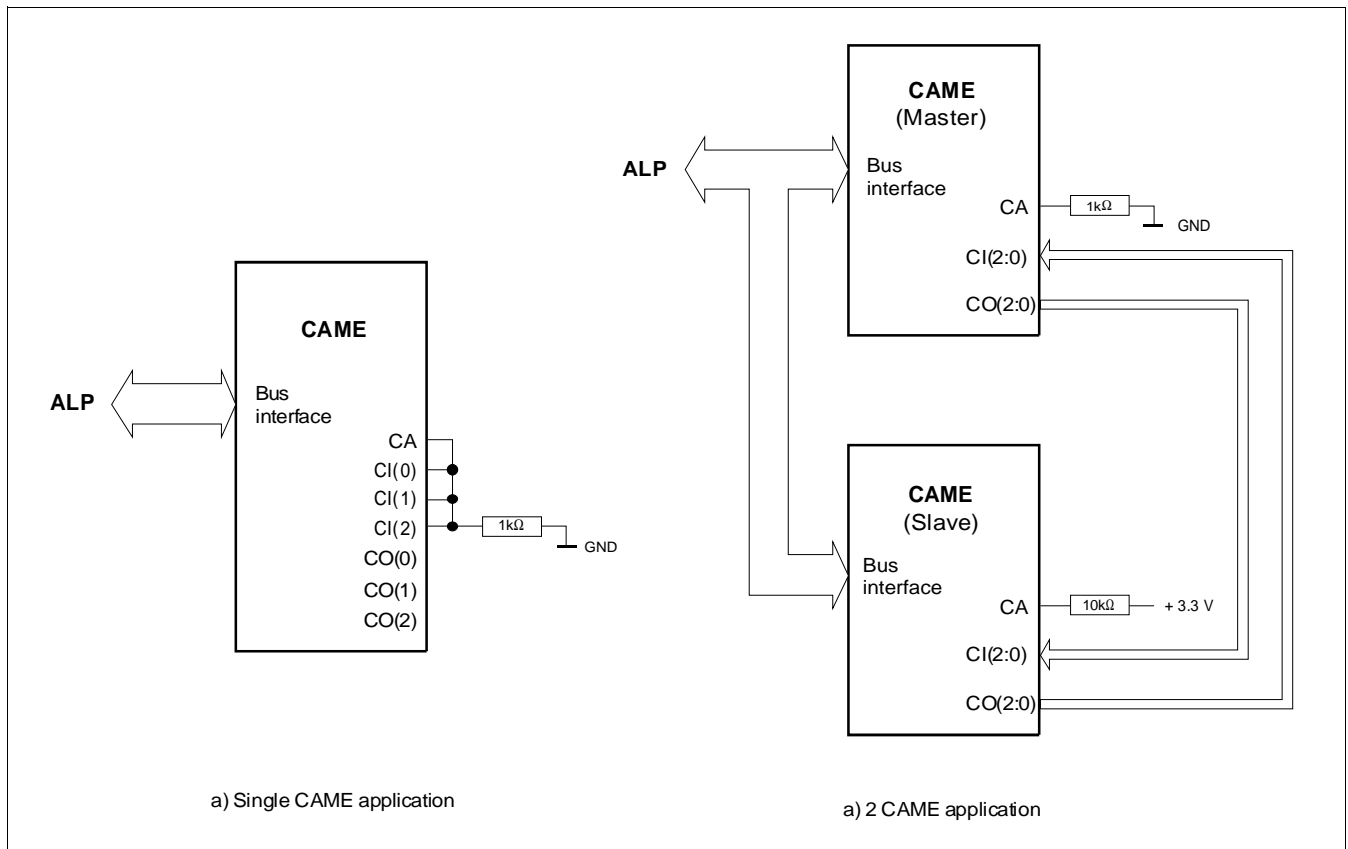 CAME
ALP
Bus
interface
CA
CI(0)
CI(1)
CI(2)
CO(0)
CO(1)
CO(2)
1kΩ
GND
a) Single CAME application
CAME
(Master)
ALP
Bus
interface
CA
1kΩ
GND
CI(2:0)
CO(2:0)
CAME
(Slave)
Bus
interface
CA
10kΩ
+ 3.3 V
CI(2:0)
CO(2:0)
a) 2 CAME application